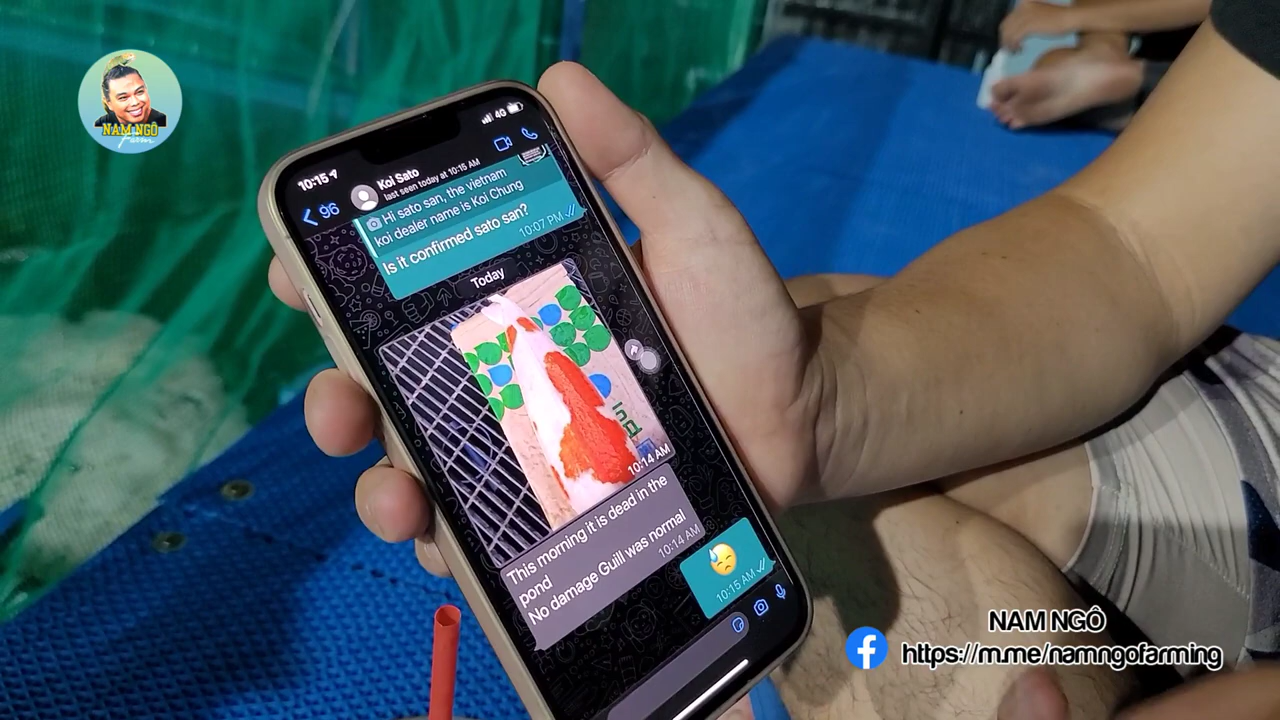 NAM NGÔ
Farm
10:15
4G
96
Koi Sato
last seen today at 10:15 AM
Hi sato san, the vietnam
koi dealer name is Koi Chung
Is it confirmed sato san?
10:07 PM
Today
10:14 AM
This morning it is dead in the
pond
No damage Guill was normal
10:14 AM
10:15 AM
NAM NGÔ
https://m.me/namngofarming